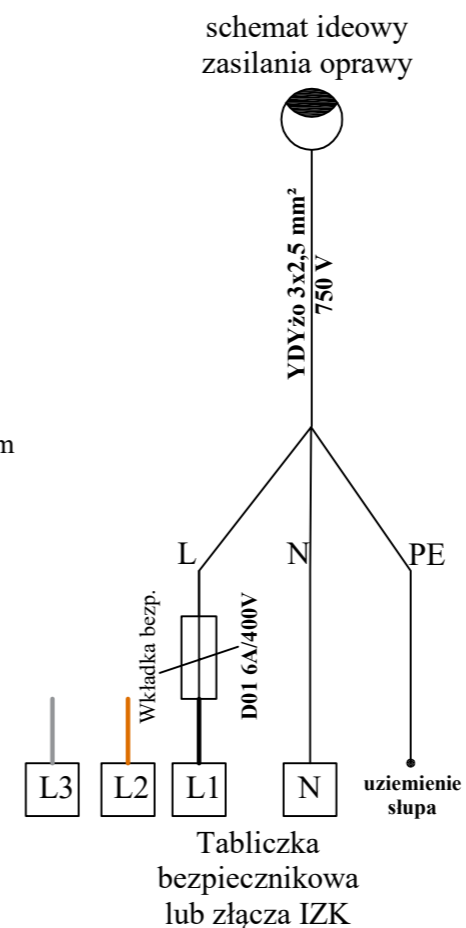 schemat ideowy
zasilania oprawy
YDYżo 3x2,5 mm²
750 V
m
L
N
PE
Wkładka bezp.
D01 6A/400V
L3
L2
L1
N
uziemienie
słupa
Tabliczka
bezpiecznikowa
lub złącza IZK